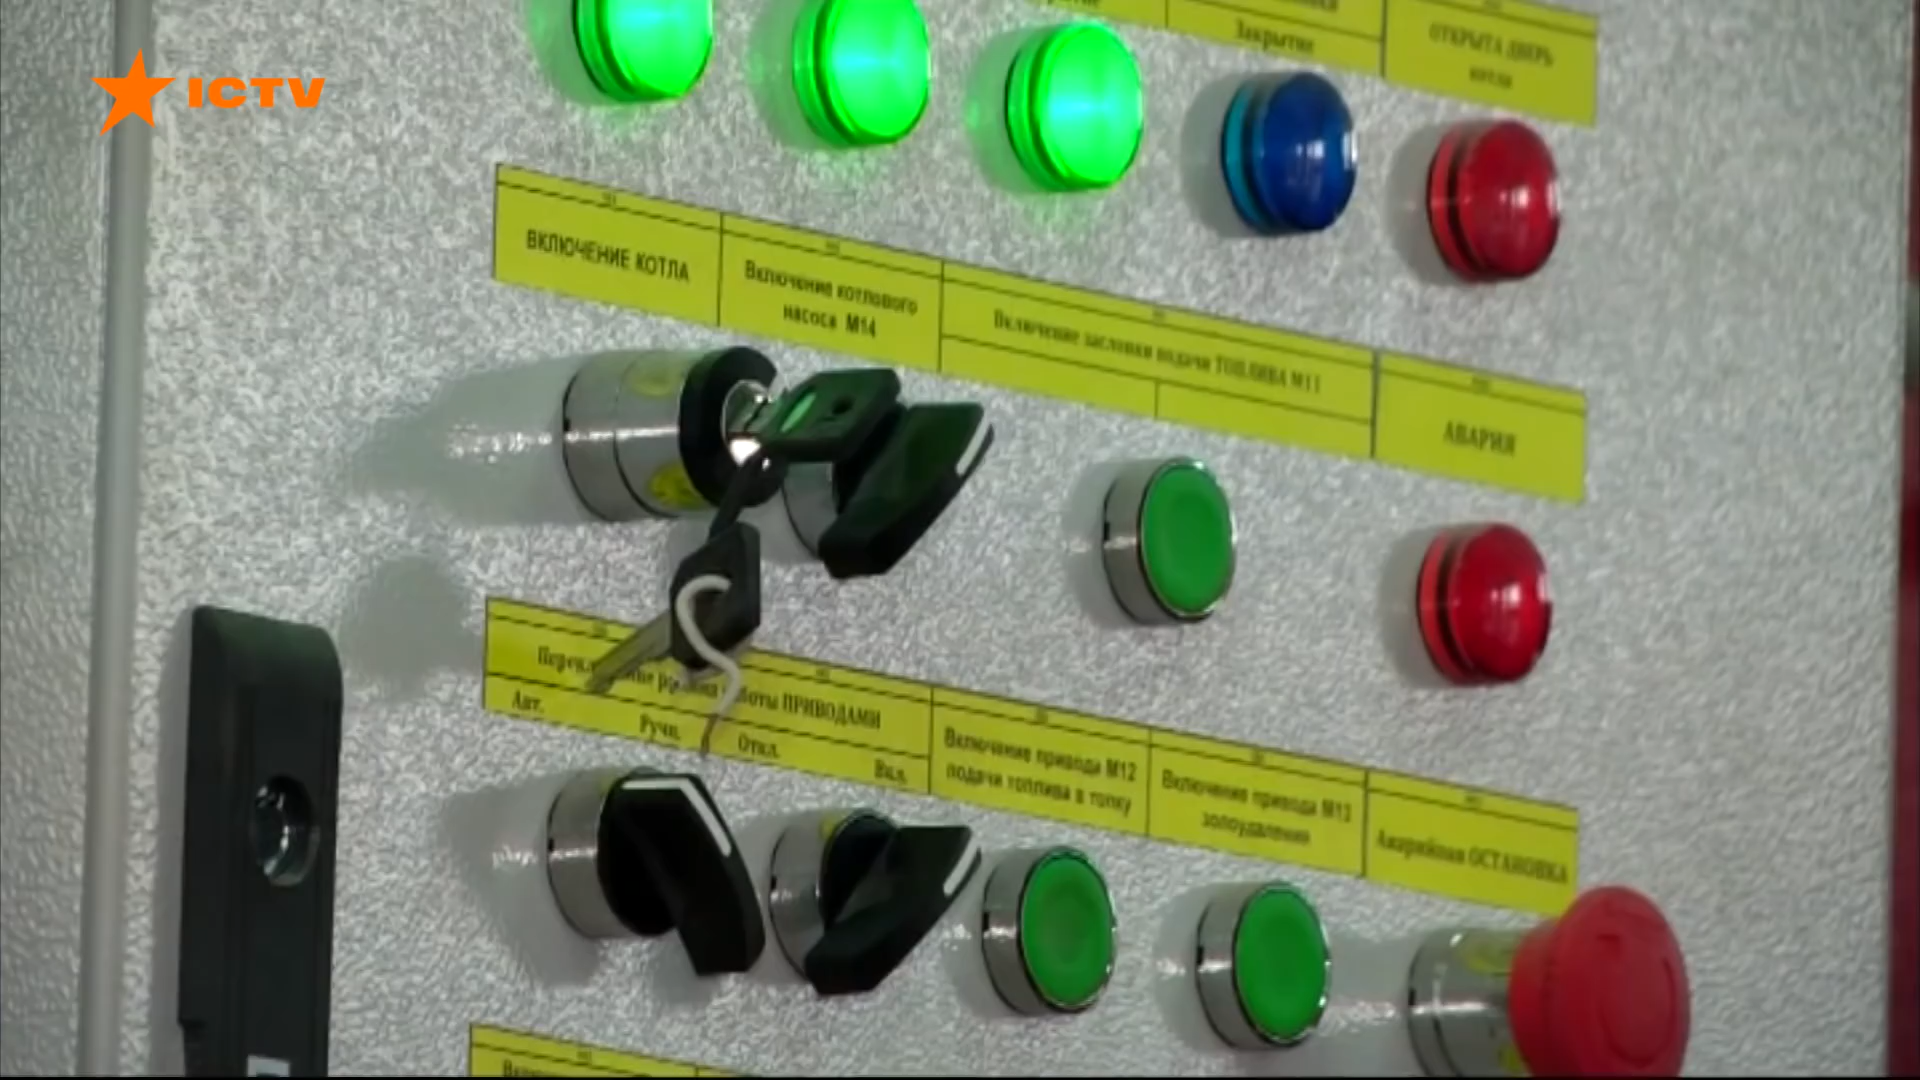 ICTV
Закрытие
ОТКРЫТА ДВЕРЬ
котла
ВКЛЮЧЕНИЕ КОТЛА
Включение котлового
насоса М14
Включение заслонки подачи ТОПЛИВА М11
АВАРИЯ
работы ПРИВОДАМИ
Авт.
Ручн.
Откл.
Вкл.
Включение привода М12
подачи топлива в топку
Включение привода М13
золоудаления
Аварийная ОСТАНОВКА